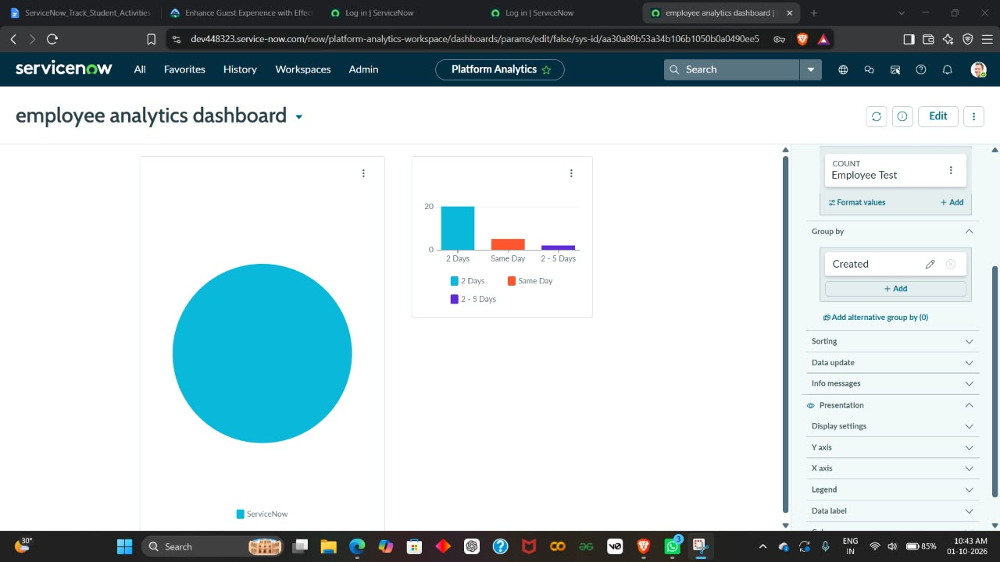 ServiceNow_Track_Student_Activities
Enhance Guest Experience with Effec
Log in | ServiceNow
Log in | ServiceNow
employee analytics dashboard |
dev448323.service-now.com/now/platform-analytics-workspace/dashboards/params/edit/false/sys-id/aa30a89b53a34b106b1050b0a0490ee5
servicenow
All
Favorites
History
Workspaces
Admin
Platform Analytics
Search
employee analytics dashboard
Edit
ServiceNow
20
0
2 Days
Same Day
2 - 5 Days
2 Days
Same Day
2 - 5 Days
COUNT
Employee Test
Format values
+ Add
Group by
Created
+ Add
Add alternative group by (0)
Sorting
Data update
Info messages
Presentation
Display settings
Y axis
X axis
Legend
Data label
30°
Search
3
ENG
IN
85%
10:43 AM
01-10-2026